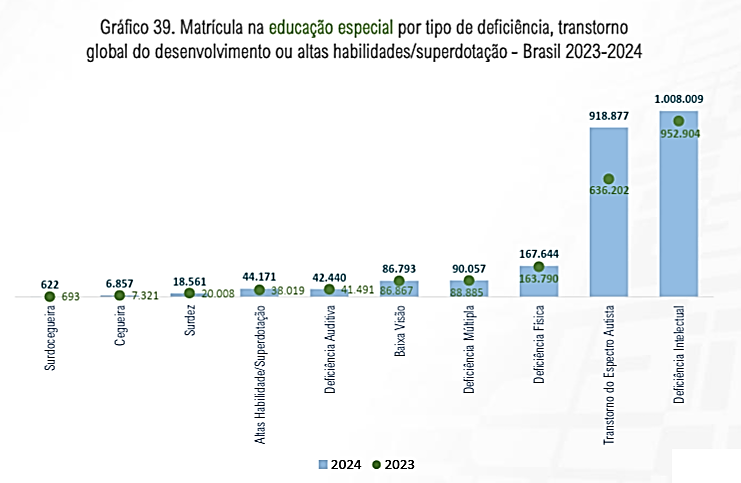 Gráfico 39. Matrícula na educação especial por tipo de deficiência, transtorno
global do desenvolvimento ou altas habilidades/superdotação - Brasil 2023-2024
1.008.009
918.877
952.904
636.202
167.644
163.790
90.057
88.885
86.793
86.867
44.171
38.019
42.440
41.491
18.561
20.008
6.857
7.321
622
693
Surdocegueira
Cegueira
Surdez
Altas Habilidade/Superdotação
Deficiência Auditiva
Baixa Visão
Deficiência Múltipla
Deficiência Física
Transtorno do Espectro Autista
Deficiência Intelectual
2024 2023